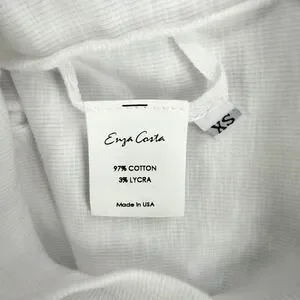 Enza Costa
97% COTTON
3% LYCRA
Made In USA
XS